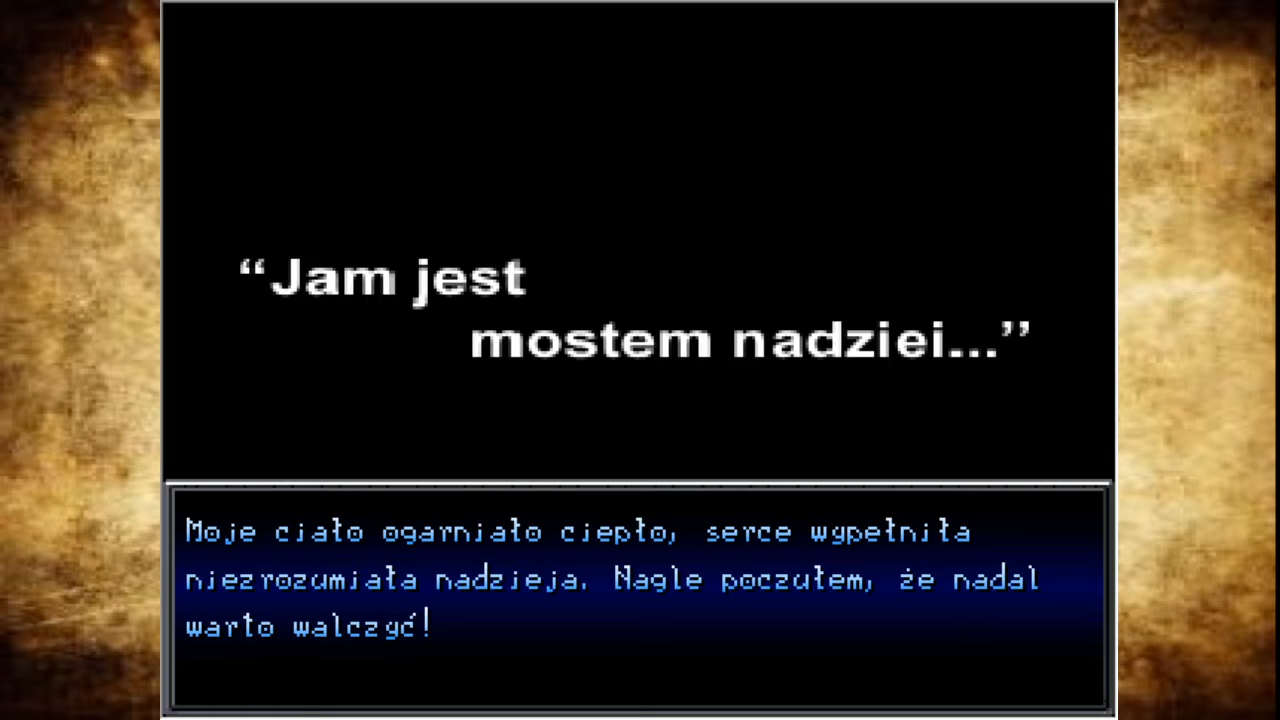 “Jam jest
mostem nadziei...”
Moje ciało ogarniało ciepło, serce wypełniła
niezrozumiała nadzieja. Nagle poczułem, że nadal
warto walczyć!